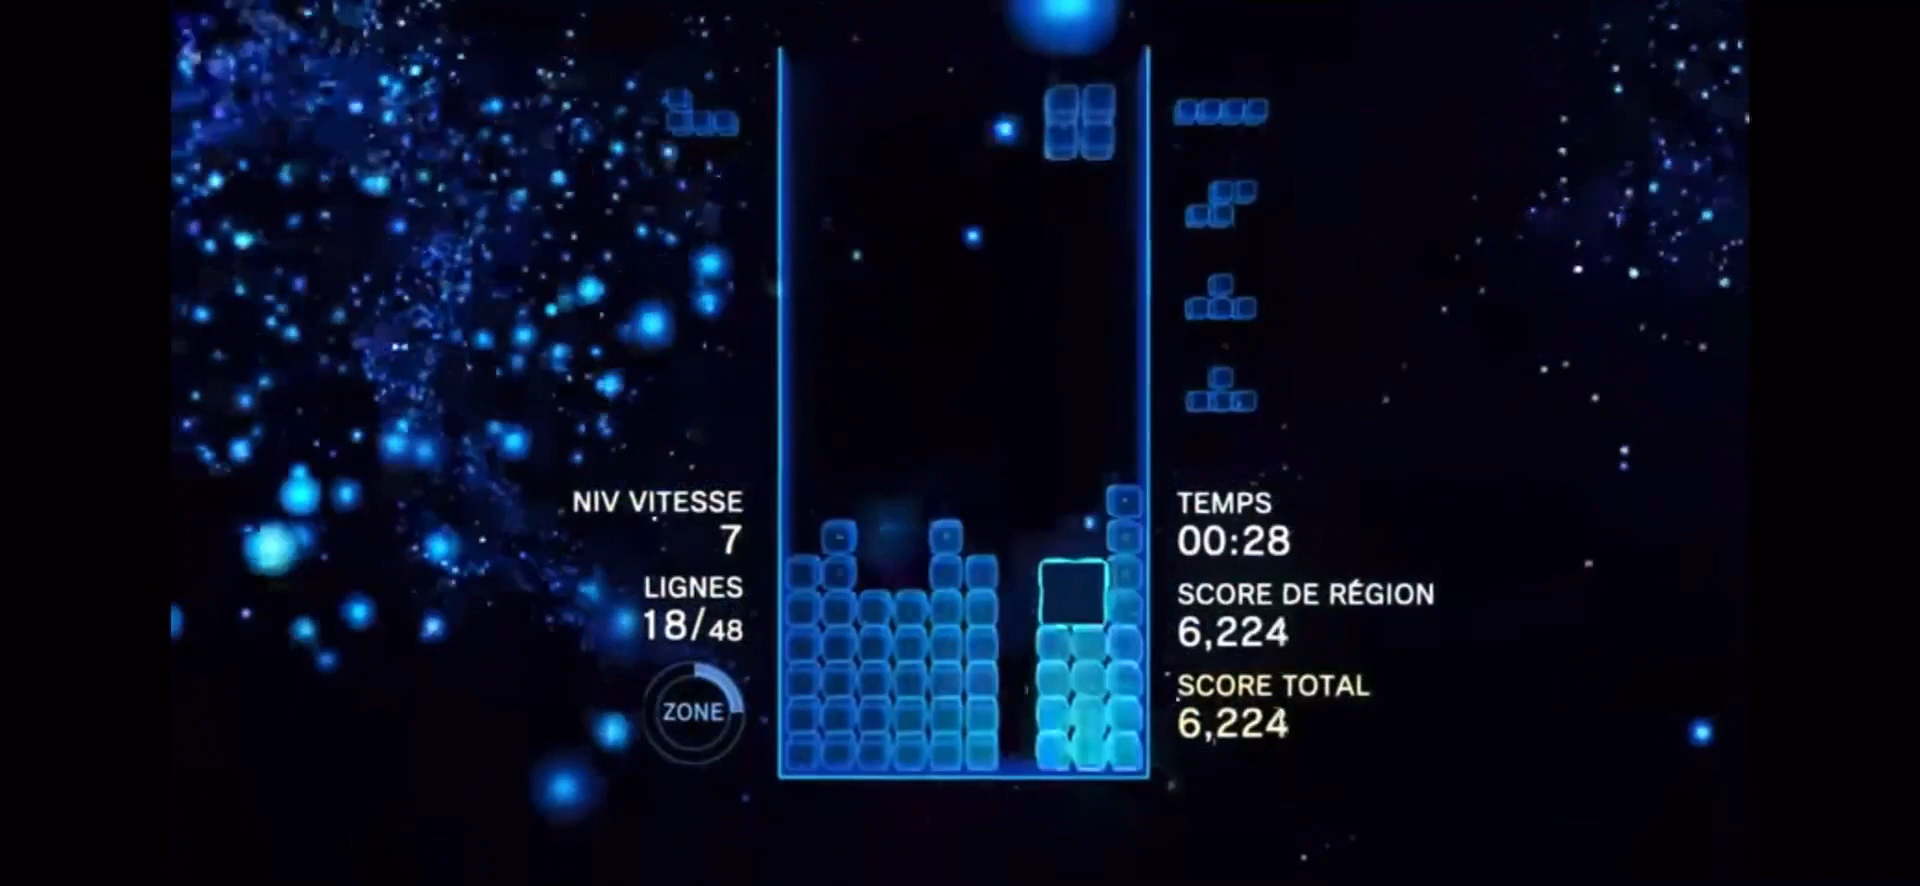 NIV VITESSE
7
LIGNES
18/48
ZONE
TEMPS
00:28
SCORE DE RÉGION
6,224
SCORE TOTAL
6,224